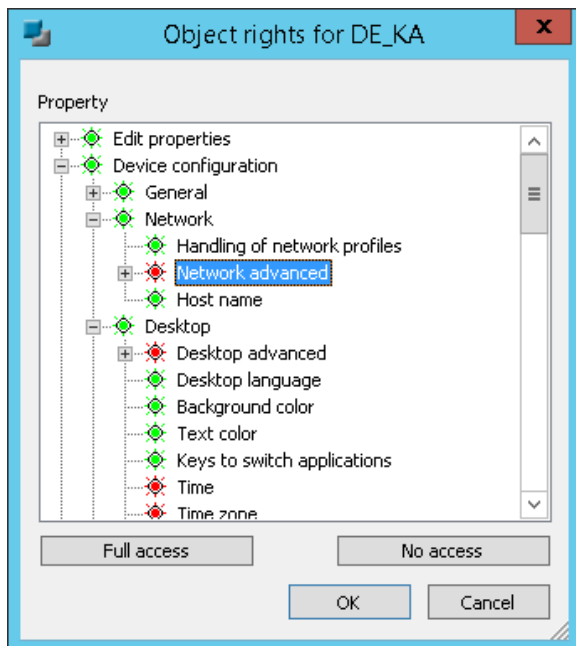 Object rights for DE_KA
x
Property
Edit properties
Device configuration
General
Network
Handling of network profiles
Network advanced
Host name
Desktop
Desktop advanced
Desktop language
Background color
Text color
Keys to switch applications
Time
Time zone
Full access
No access
OK
Cancel